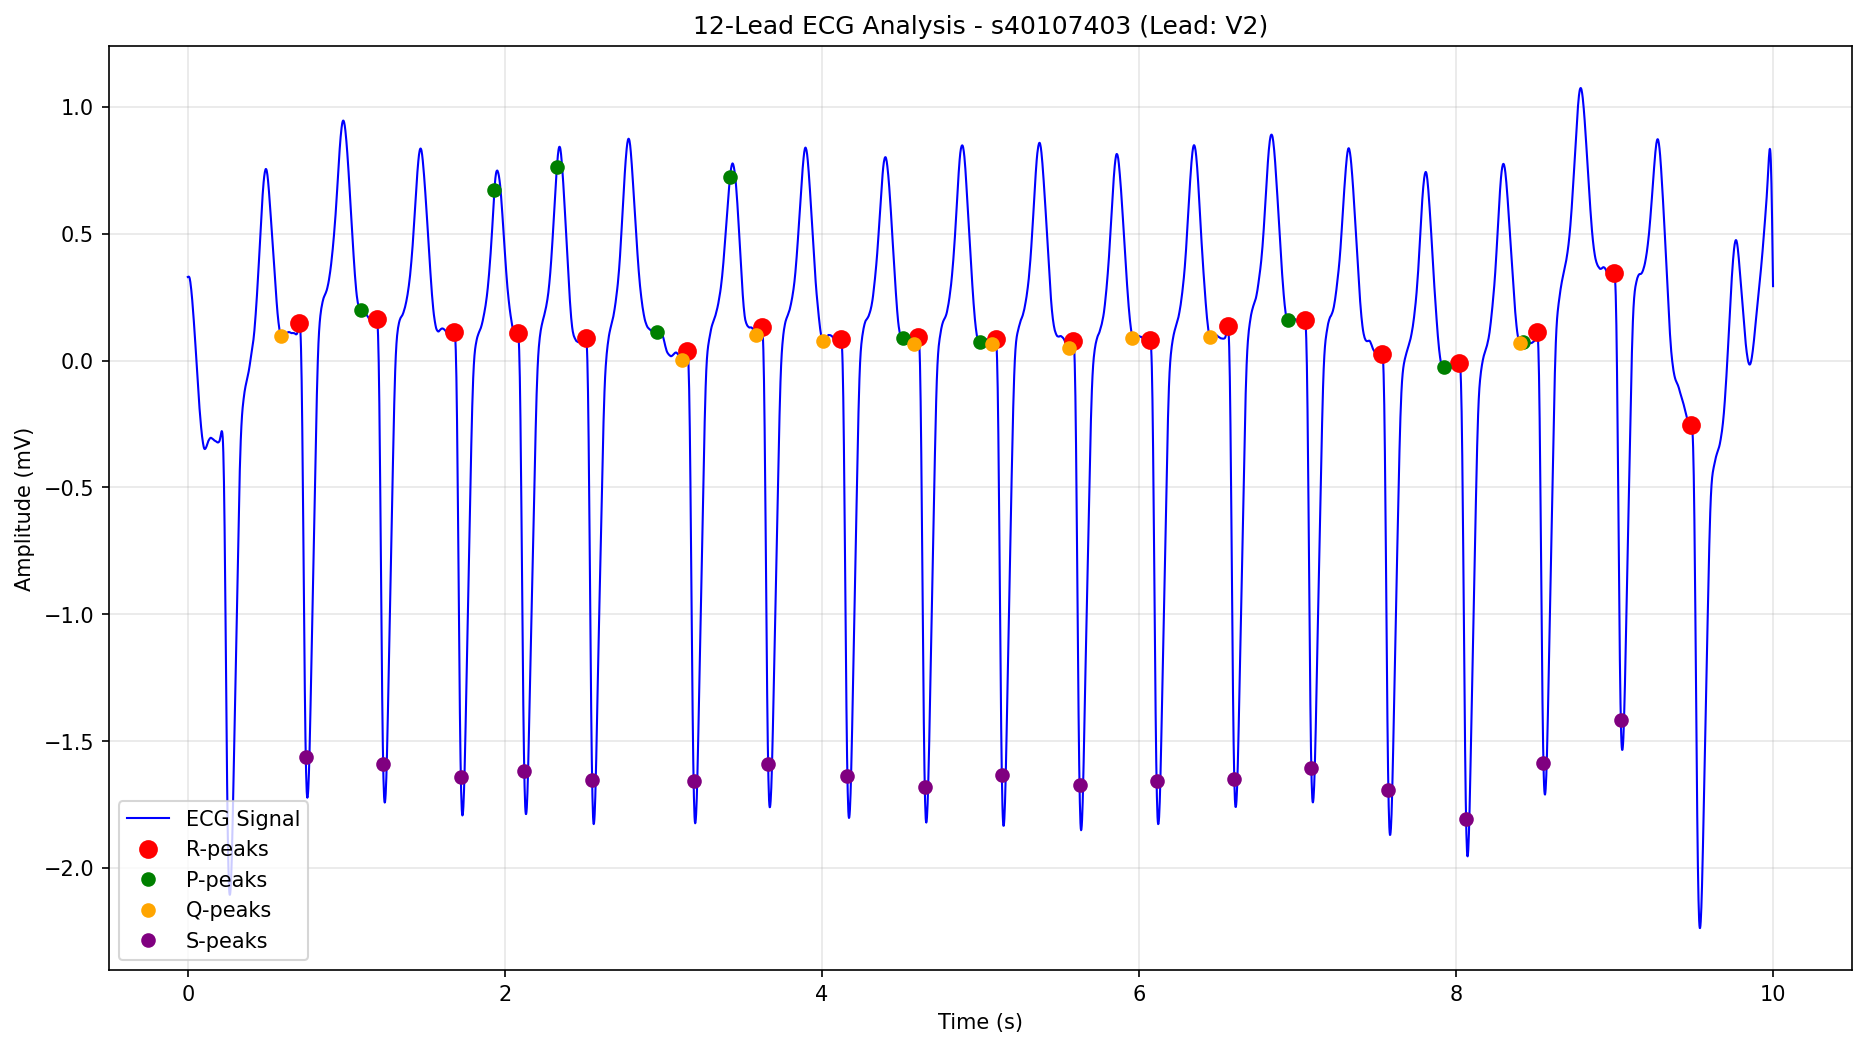 12-Lead ECG Analysis - s40107403 (Lead: V2)
Amplitude (mV)
1.0
0.5
0.0
−0.5
−1.0
−1.5
−2.0
ECG Signal
R-peaks
P-peaks
Q-peaks
S-peaks
0 2 4 6 8 10
Time (s)